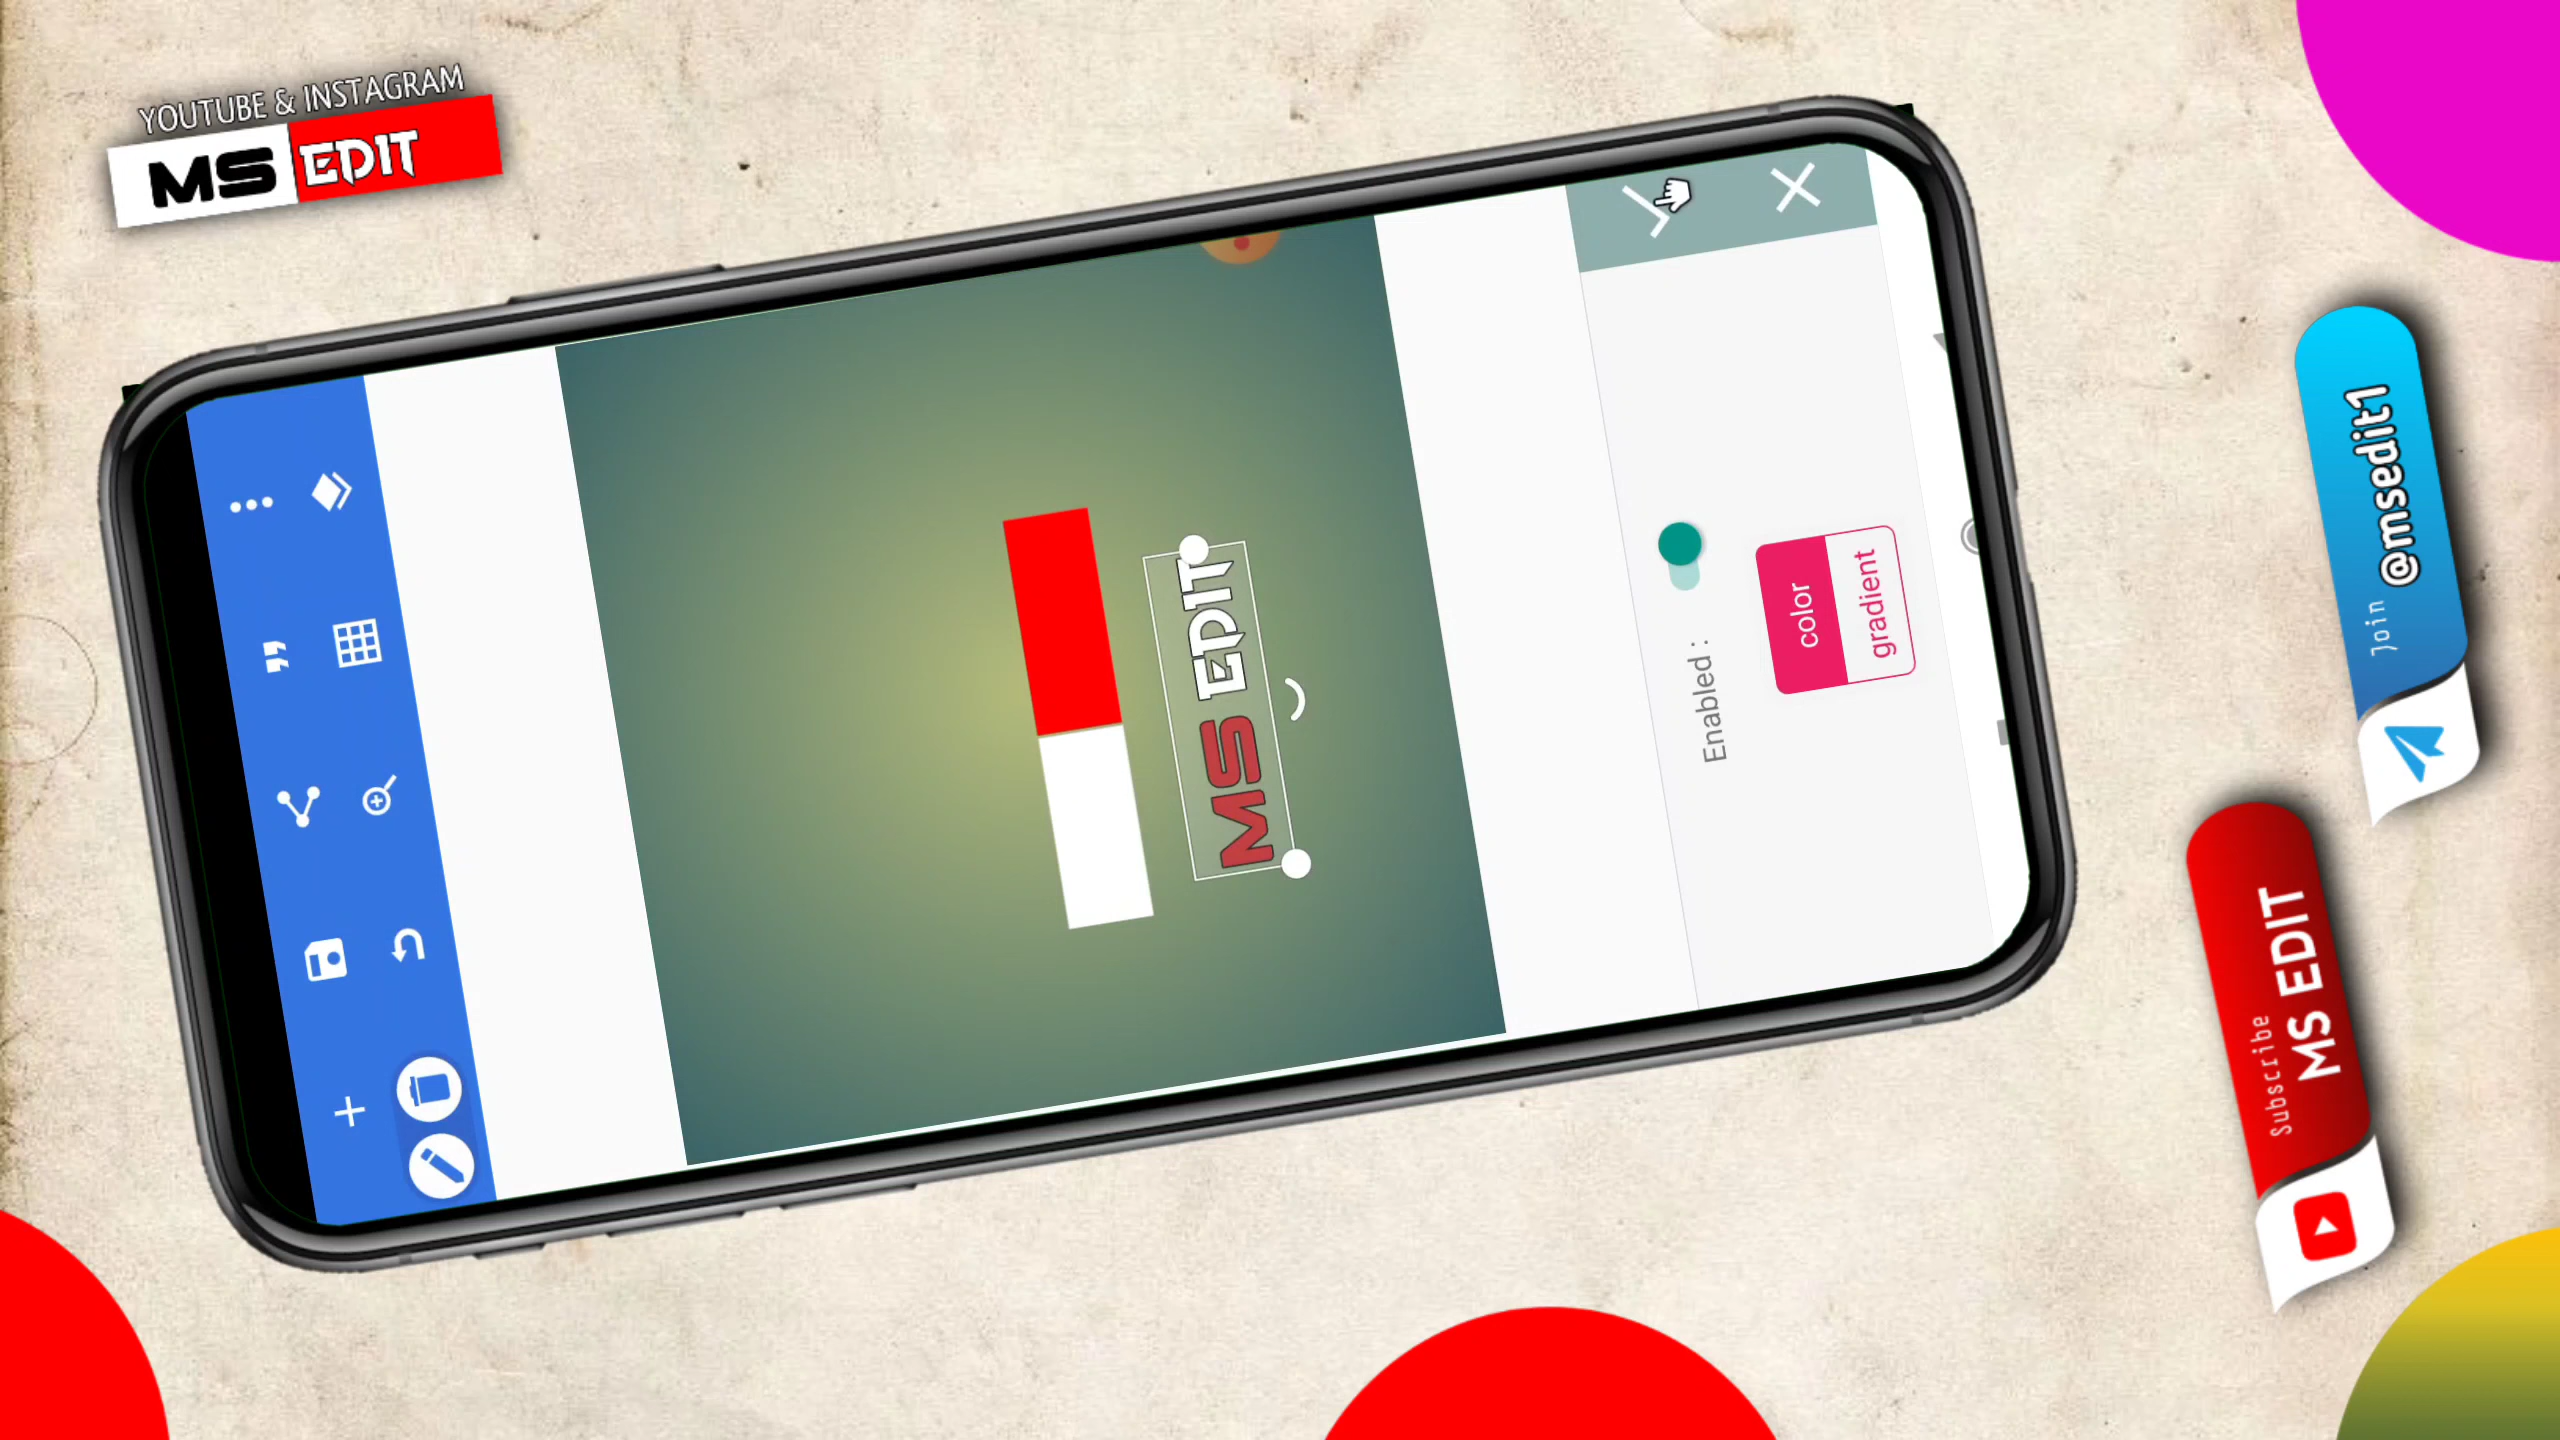 YOUTUBE & INSTAGRAM
MS EDIT
MS EDIT
Enabled :
color
gradient
Join @msedit1
Subscribe
MS EDIT